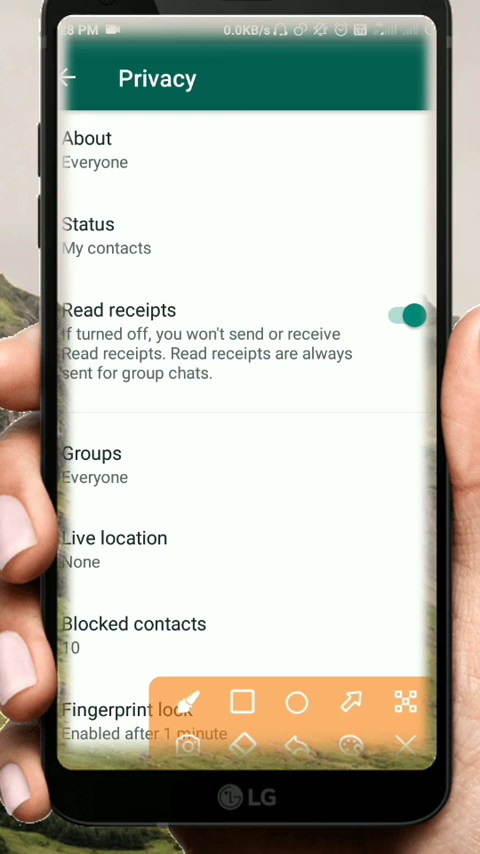 :28 PM 0.0KB/s
Privacy
About
Everyone
Status
My contacts
Read receipts
If turned off, you won't send or receive
Read receipts. Read receipts are always
sent for group chats.
Groups
Everyone
Live location
None
Blocked contacts
10
Fingerprint lock
Enabled after 1 minute
LG